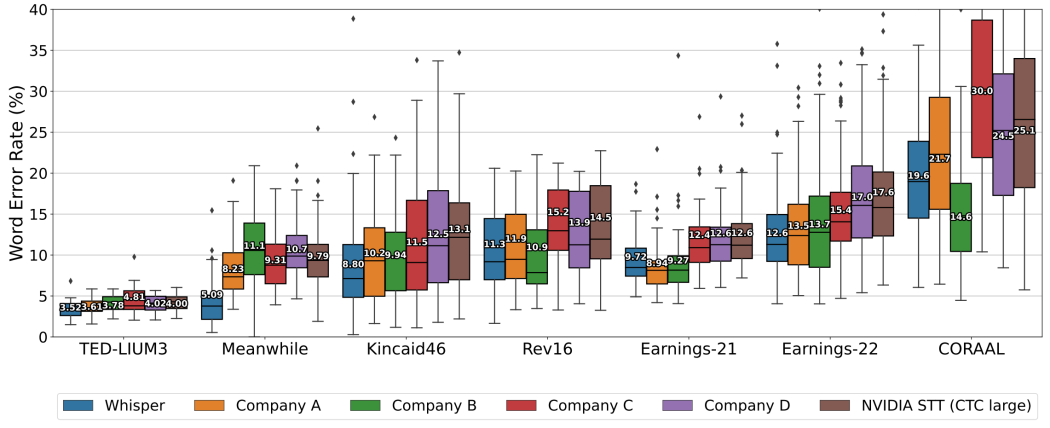 40
35
30
25
20
15
10
5
0
Word Error Rate (%)
3.52 3.61 3.78 4.81 4.02 4.00
5.09 8.23 11.1 9.31 10.7 9.79
8.80 10.2 9.94 11.5 12.5 13.1
11.3 11.9 10.9 15.2 13.9 14.5
9.72 8.94 9.27 12.4 12.6 12.6
12.6 13.5 13.7 15.4 17.0 17.6
19.6 21.7 14.6 30.0 24.5 25.1
TED-LIUM3 Meanwhile Kincaid46 Rev16 Earnings-21 Earnings-22 CORAAL
Whisper Company A Company B Company C Company D NVIDIA STT (CTC large)